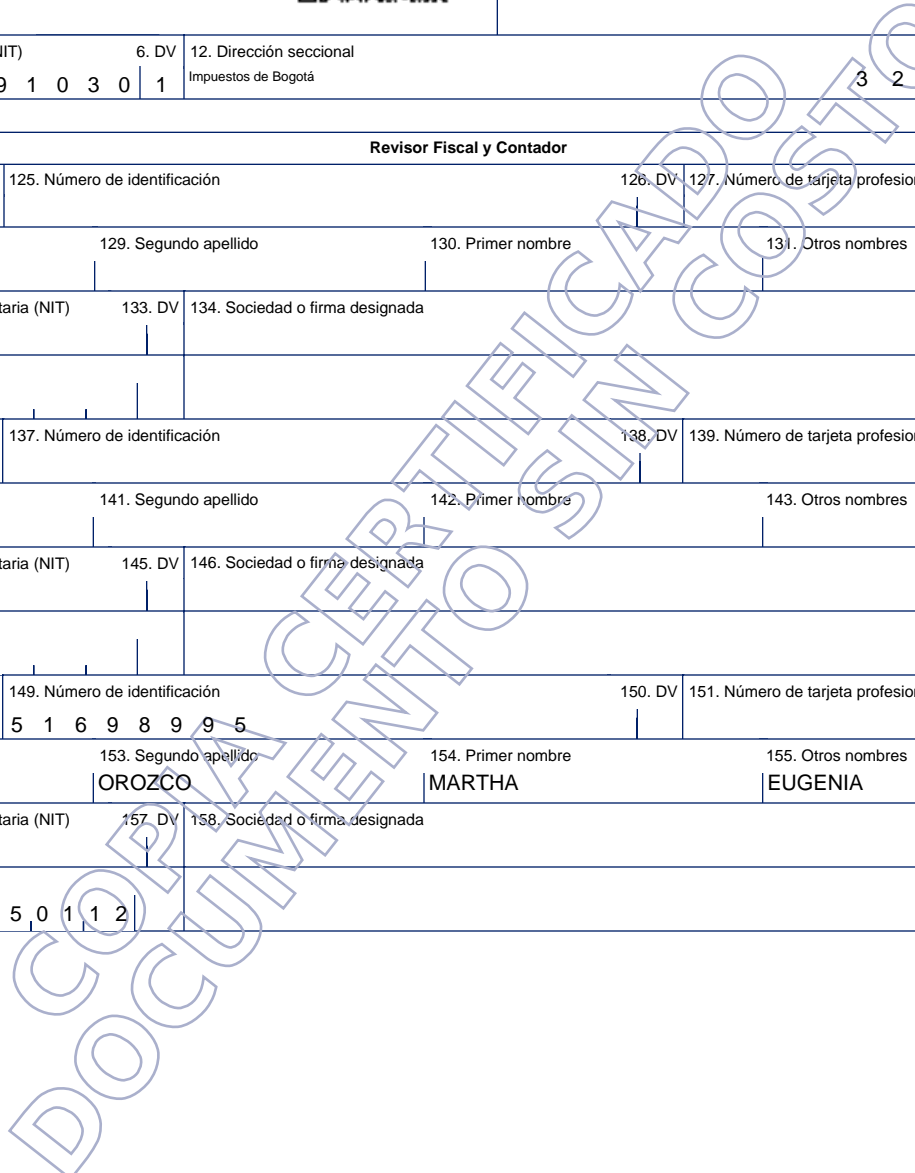 NIT) 6. DV 12. Dirección seccional
9 1 0 3 0 1 Impuestos de Bogotá 3 2
Revisor Fiscal y Contador
125. Número de identificación 126. DV 127. Número de tarjeta profesion
129. Segundo apellido 130. Primer nombre 131. Otros nombres
taria (NIT) 133. DV 134. Sociedad o firma designada
137. Número de identificación 138. DV 139. Número de tarjeta profesion
141. Segundo apellido 142. Primer nombre 143. Otros nombres
taria (NIT) 145. DV 146. Sociedad o firma designada
149. Número de identificación 150. DV 151. Número de tarjeta profesion
5 1 6 9 8 9 9 5
153. Segundo apellido 154. Primer nombre 155. Otros nombres
OROZCO MARTHA EUGENIA
taria (NIT) 157. DV 158. Sociedad o firma designada
5 0 1 1 2
COPIA CERTIFICADO
DOCUMENTO SIN COSTO